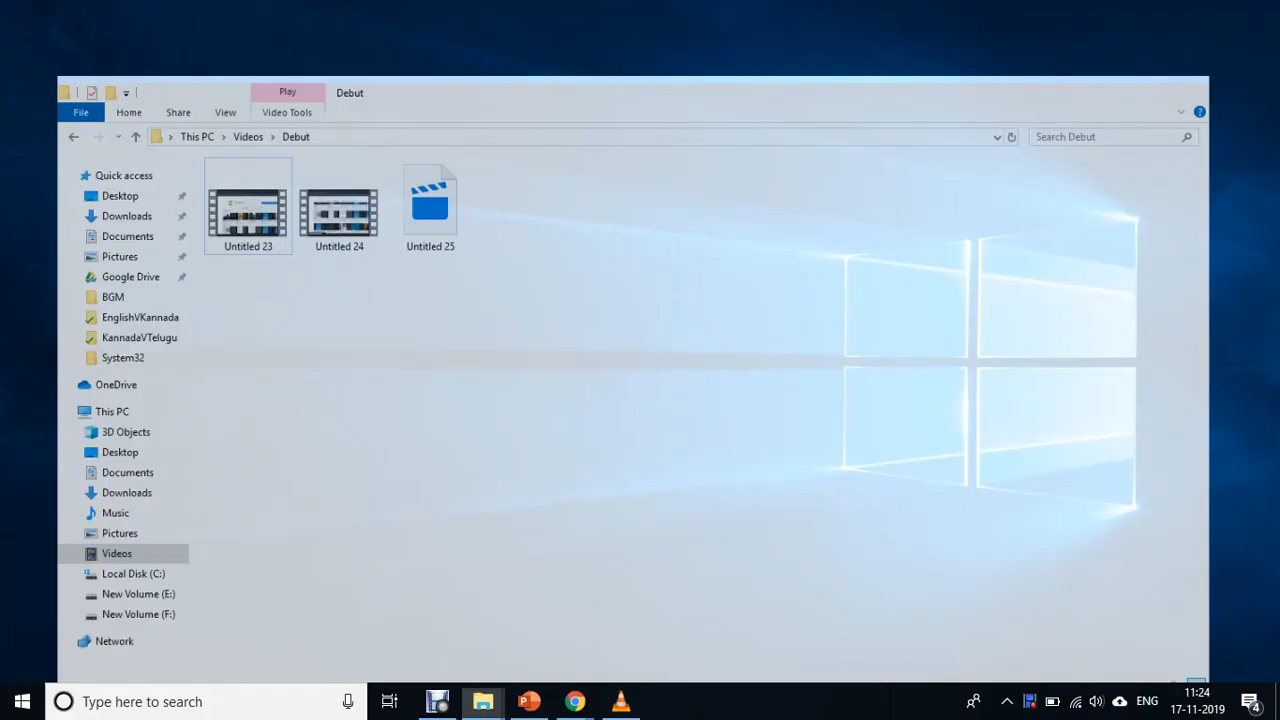 Play
Debut
File
Home
Share
View
Video Tools
This PC
Videos
Debut
Search Debut
Quick access
Desktop
Downloads
Documents
Pictures
Google Drive
BGM
EnglishVKannada
KannadaVTelugu
System32
OneDrive
This PC
3D Objects
Desktop
Documents
Downloads
Music
Pictures
Videos
Local Disk (C:)
New Volume (E:)
New Volume (F:)
Network
Untitled 23
Untitled 24
Untitled 25
Type here to search
ENG
11:24
17-11-2019
4